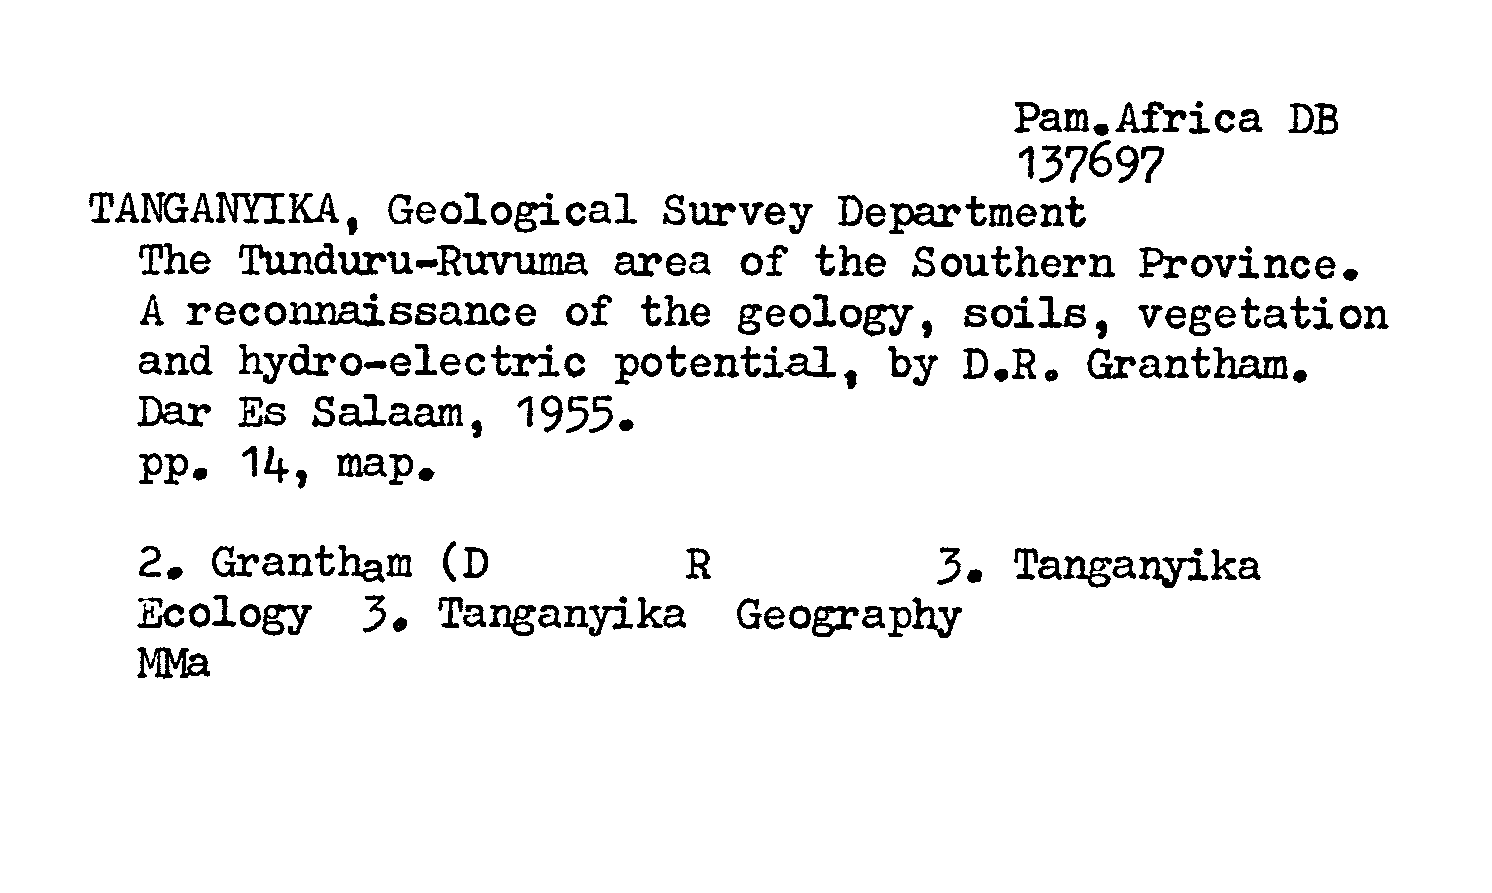 Pam.Africa DB
137697
TANGANYIKA, Geological Survey Department
The Tunduru-Ruvuma area of the Southern Province.
A reconnaissance of the geology, soils, vegetation
and hydro-electric potential, by D.R. Grantham.
Dar Es Salaam, 1955.
pp. 14, map.
2. Grantham (D R 3. Tanganyika
Ecology 3. Tanganyika Geography
MMa